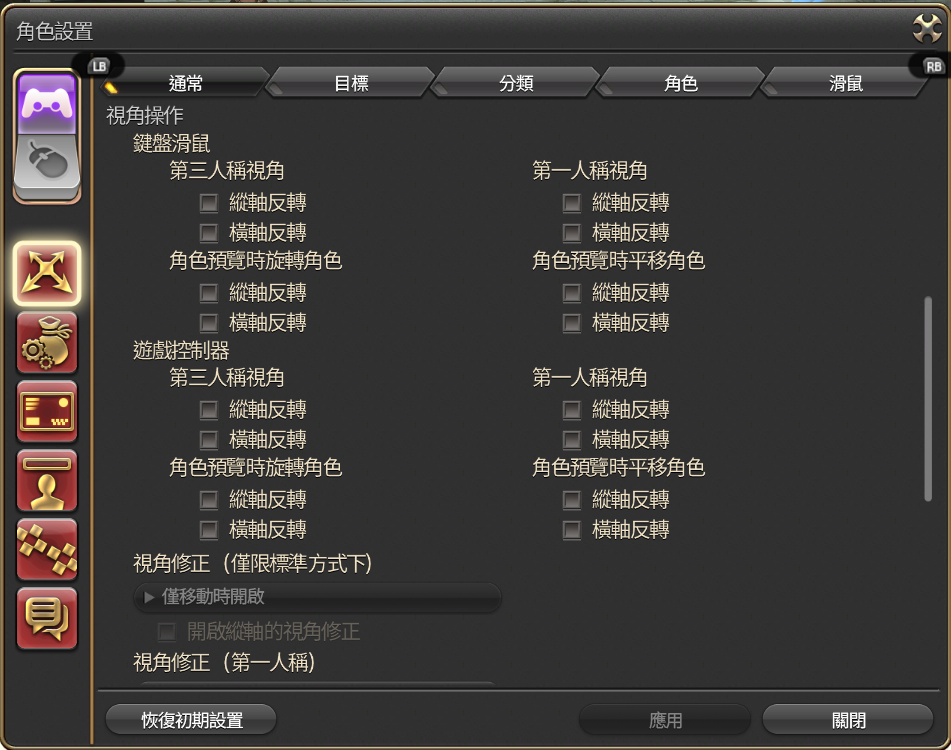 角色設置
LB
通常 目標 分類 角色 滑鼠
RB
視角操作
鍵盤滑鼠
第三人稱視角 第一人稱視角
縱軸反轉 縱軸反轉
橫軸反轉 橫軸反轉
角色預覽時旋轉角色 角色預覽時平移角色
縱軸反轉 縱軸反轉
橫軸反轉 橫軸反轉
遊戲控制器
第三人稱視角 第一人稱視角
縱軸反轉 縱軸反轉
橫軸反轉 橫軸反轉
角色預覽時旋轉角色 角色預覽時平移角色
縱軸反轉 縱軸反轉
橫軸反轉 橫軸反轉
視角修正（僅限標準方式下）
僅移動時開啟
開啟縱軸的視角修正
視角修正（第一人稱）
恢復初期設置 應用 關閉